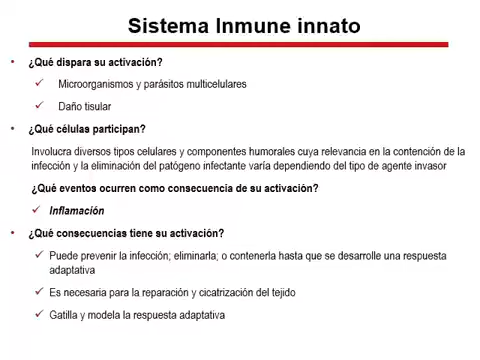 Sistema Inmune innato
• ¿Qué dispara su activación?
✓ Microorganismos y parásitos multicelulares
✓ Daño tisular
• ¿Qué células participan?
Involucra diversos tipos celulares y componentes humorales cuya relevancia en la contención de la
infección y la eliminación del patógeno infectante varía dependiendo del tipo de agente invasor
¿Qué eventos ocurren como consecuencia de su activación?
✓ Inflamación
• ¿Qué consecuencias tiene su activación?
✓ Puede prevenir la infección; eliminarla; o contenerla hasta que se desarrolle una respuesta
adaptativa
✓ Es necesaria para la reparación y cicatrización del tejido
✓ Gatilla y modela la respuesta adaptativa